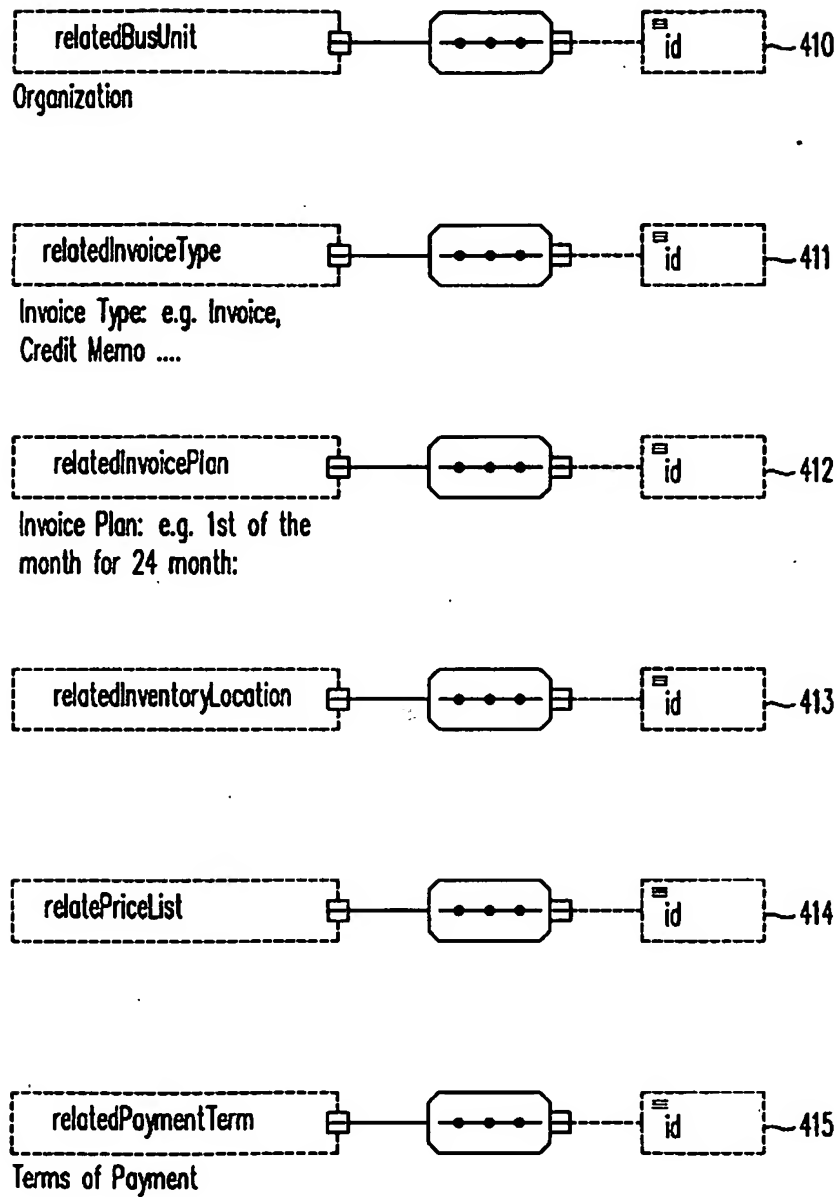 relatedBusUnit id 410
Organization
relatedInvoiceType id 411
Invoice Type: e.g. Invoice,
Credit Memo ....
relatedInvoicePlan id 412
Invoice Plan: e.g. 1st of the
month for 24 month:
relatedInventoryLocation id 413
relatePriceList id 414
relatedPaymentTerm id 415
Terms of Payment